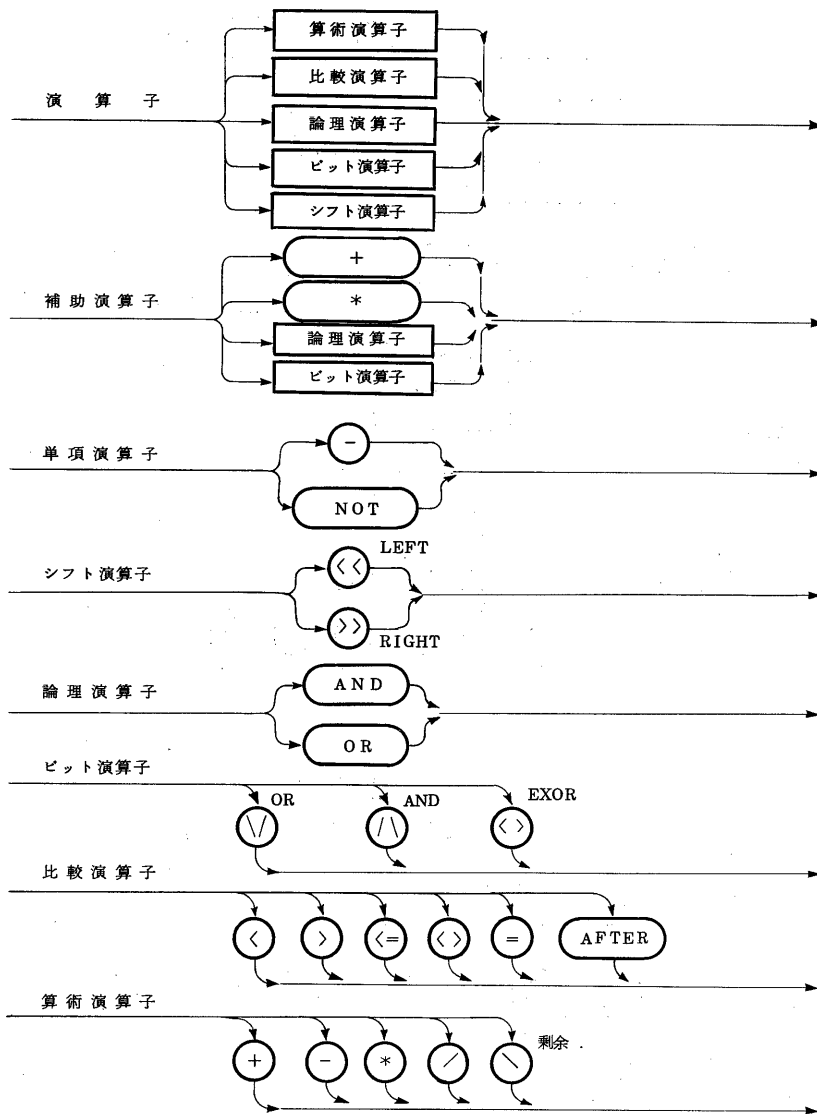 算術演算子
比較演算子
演算子
論理演算子
ビット演算子
シフト演算子
+
*
補助演算子
論理演算子
ビット演算子
-
単項演算子
NOT
LEFT
<<
シフト演算子
>>
RIGHT
AND
論理演算子
OR
ビット演算子
OR AND EXOR
\/ /\ <>
比較演算子
< > <= <> = AFTER
算術演算子
剰余
+ - * / \